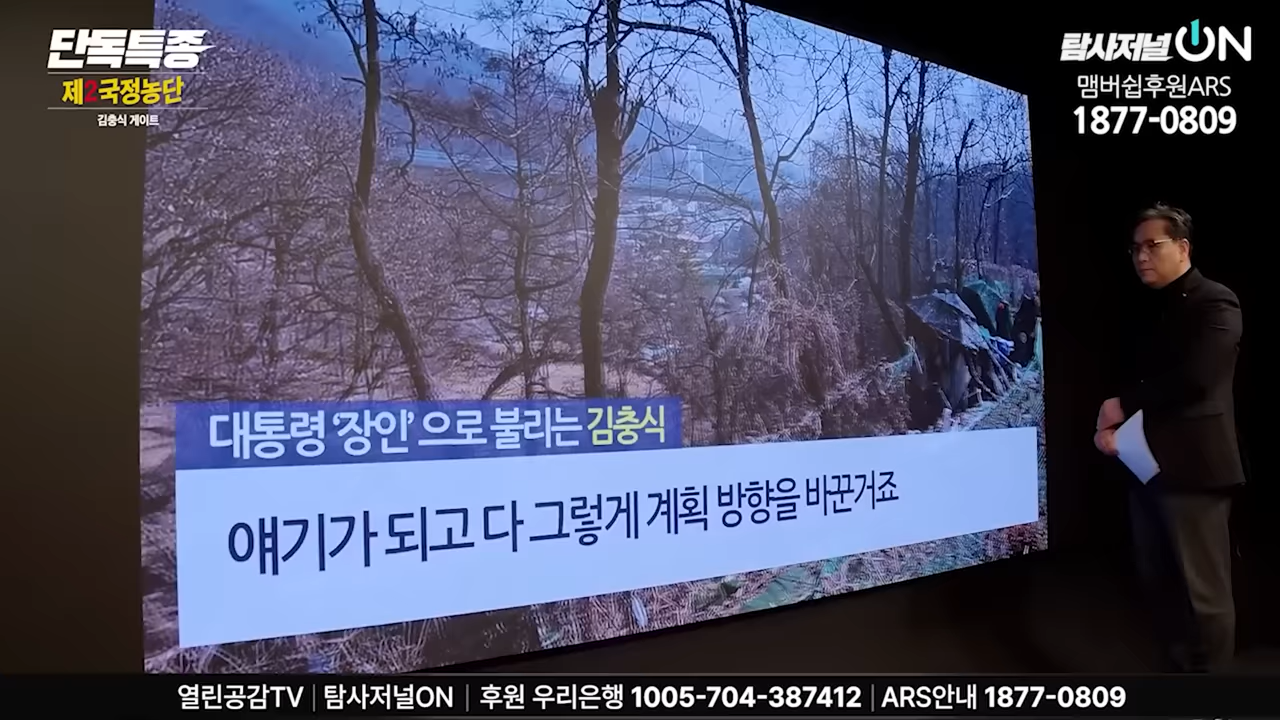 단독특종
제2국정농단
김충식 게이트
탐사저널ON
맴버쉽후원ARS
1877-0809
대통령 '장인'으로 불리는 김충식
얘기가 되고 다 그렇게 계획 방향을 바꾼거죠
열린공감TV | 탐사저널ON | 후원 우리은행 1005-704-387412 | ARS안내 1877-0809